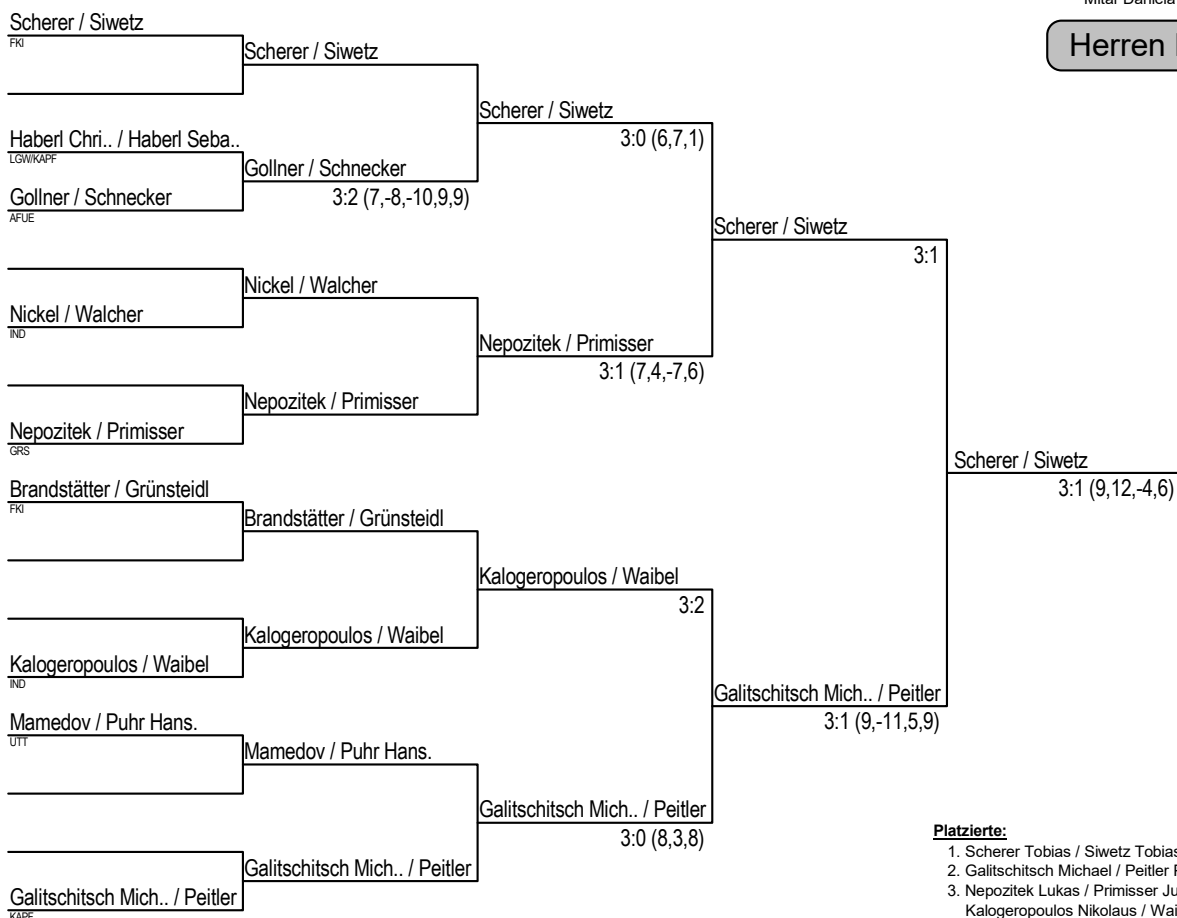 Mitar Daniela
Herren
Scherer / Siwetz
FKI
Haberl Chri.. / Haberl Seba..
LGW/KAPF
Gollner / Schnecker
AFUE
Nickel / Walcher
IND
Nepozitek / Primisser
GRS
Brandstätter / Grünsteidl
FKI
Kalogeropoulos / Waibel
IND
Mamedov / Puhr Hans.
UTT
Galitschitsch Mich.. / Peitler
KAPF
Scherer / Siwetz
Gollner / Schnecker
3:2 (7,-8,-10,9,9)
Nickel / Walcher
Nepozitek / Primisser
Brandstätter / Grünsteidl
Kalogeropoulos / Waibel
Mamedov / Puhr Hans.
Galitschitsch Mich.. / Peitler
Scherer / Siwetz
3:0 (6,7,1)
Nepozitek / Primisser
3:1 (7,4,-7,6)
Kalogeropoulos / Waibel
3:2
Galitschitsch Mich.. / Peitler
3:0 (8,3,8)
Scherer / Siwetz
3:1
Galitschitsch Mich.. / Peitler
3:1 (9,-11,5,9)
Scherer / Siwetz
3:1 (9,12,-4,6)
Platzierte:
1. Scherer Tobias / Siwetz Tobias
2. Galitschitsch Michael / Peitler
3. Nepozitek Lukas / Primisser Ju
Kalogeropoulos Nikolaus / Wai